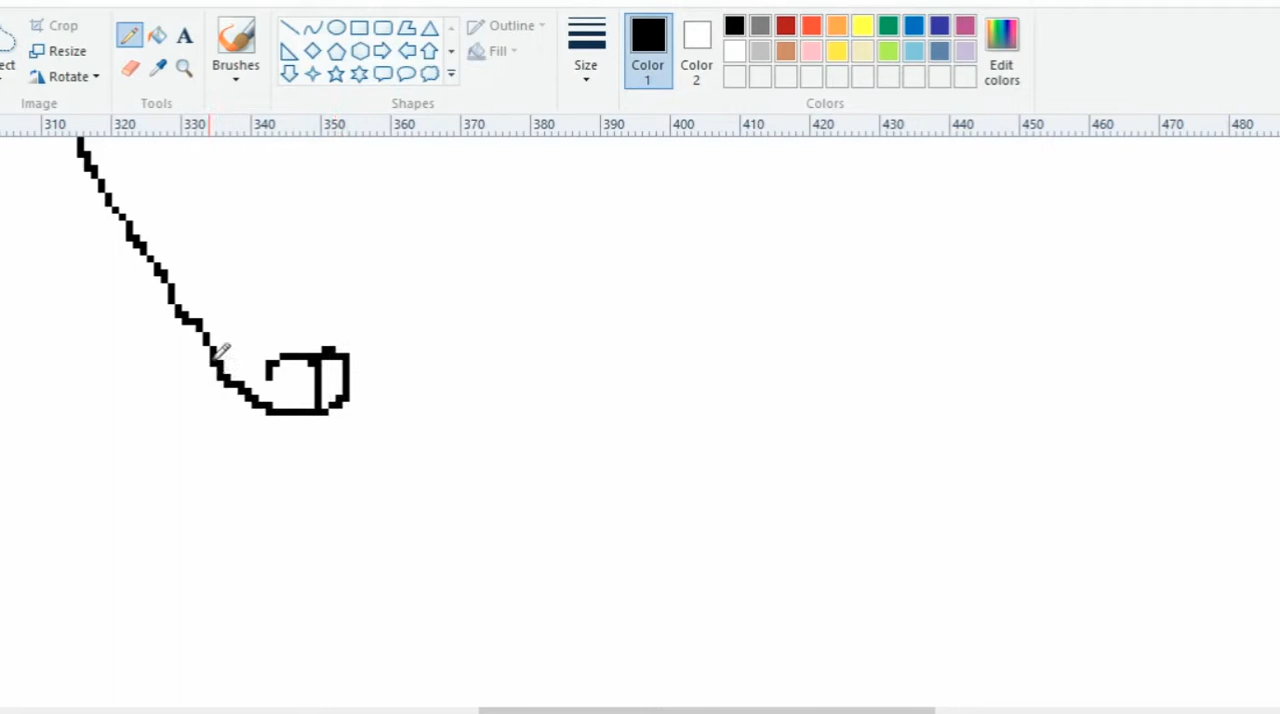 Crop
Outline
ect
Resize
A
Fill
Rotate
Brushes
Size
Color
1
Color
2
Edit
colors
Image
Tools
Shapes
Colors
310 320 330 340 350 360 370 380 390 400 410 420 430 440 450 460 470 480